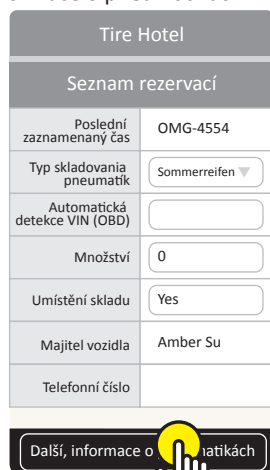 Tire Hotel
Seznam rezervací
Poslední
zaznamenaný čas
OMG-4554
Typ skladovania
pneumatík
Sommerreifen
Automatická
detekce VIN (OBD)
Množství
0
Umístění skladu
Yes
Majitel vozidla
Amber Su
Telefonní číslo
Další, informace o